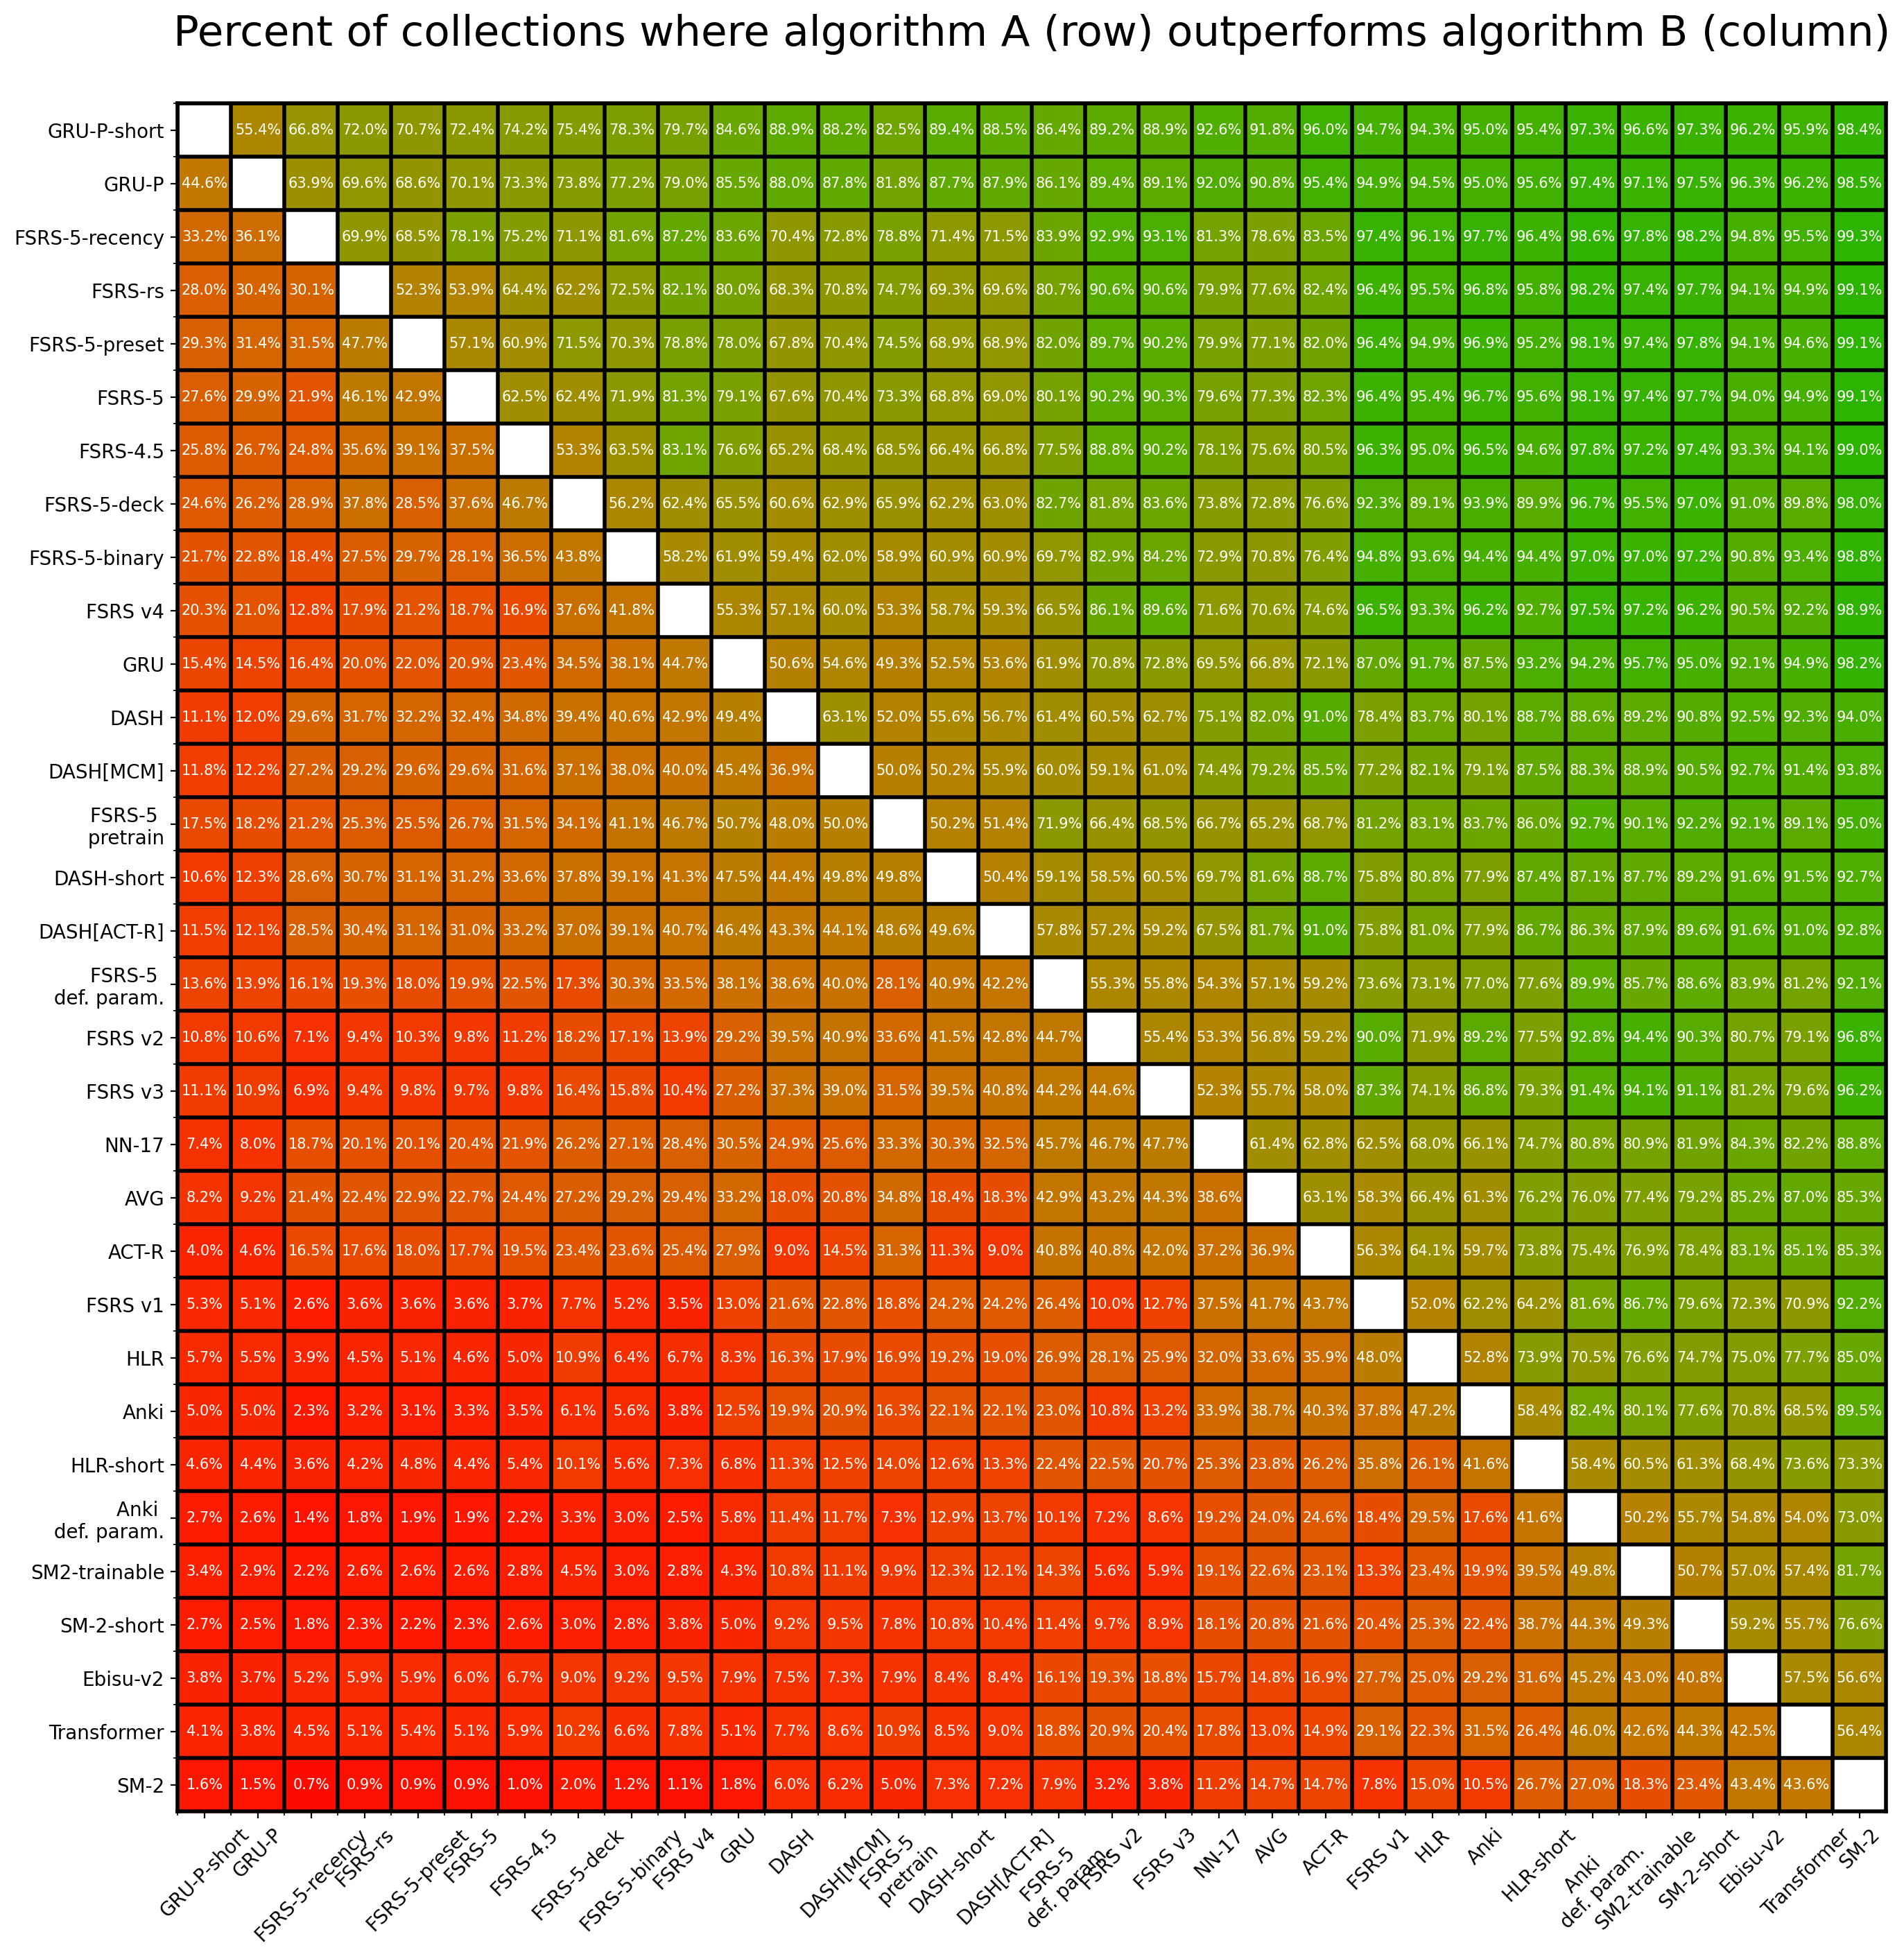 Percent of collections where algorithm A (row) outperforms algorithm B (column)
GRU-P-short 55.4% 66.8% 72.0% 70.7% 72.4% 74.2% 75.4% 78.3% 79.7% 84.6% 88.9% 88.2% 82.5% 89.4% 88.5% 86.4% 89.2% 88.9% 92.6% 91.8% 96.0% 94.7% 94.3% 95.0% 95.4% 97.3% 96.6% 97.3% 96.2% 95.9% 98.4%
GRU-P 44.6% 63.9% 69.6% 68.6% 70.1% 73.3% 73.8% 77.2% 79.0% 85.5% 88.0% 87.8% 81.8% 87.7% 87.9% 86.1% 89.4% 89.1% 92.0% 90.8% 95.4% 94.9% 94.5% 95.0% 95.6% 97.4% 97.1% 97.5% 96.3% 96.2% 98.5%
FSRS-5-recency 33.2% 36.1% 69.9% 68.5% 78.1% 75.2% 71.1% 81.6% 87.2% 83.6% 70.4% 72.8% 78.8% 71.4% 71.5% 83.9% 92.9% 93.1% 81.3% 78.6% 83.5% 97.4% 96.1% 97.7% 96.4% 98.6% 97.8% 98.2% 94.8% 95.5% 99.3%
FSRS-rs 28.0% 30.4% 30.1% 52.3% 53.9% 64.4% 62.2% 72.5% 82.1% 80.0% 68.3% 70.8% 74.7% 69.3% 69.6% 80.7% 90.6% 90.6% 79.9% 77.6% 82.4% 96.4% 95.5% 96.8% 95.8% 98.2% 97.4% 97.7% 94.1% 94.9% 99.1%
FSRS-5-preset 29.3% 31.4% 31.5% 47.7% 57.1% 60.9% 71.5% 70.3% 78.8% 78.0% 67.8% 70.4% 74.5% 68.9% 68.9% 82.0% 89.7% 90.2% 79.9% 77.1% 82.0% 96.4% 94.9% 96.9% 95.2% 98.1% 97.4% 97.8% 94.1% 94.6% 99.1%
FSRS-5 27.6% 29.9% 21.9% 46.1% 42.9% 62.5% 62.4% 71.9% 81.3% 79.1% 67.6% 70.4% 73.3% 68.8% 69.0% 80.1% 90.2% 90.3% 79.6% 77.3% 82.3% 96.4% 95.4% 96.7% 95.6% 98.1% 97.4% 97.7% 94.0% 94.9% 99.1%
FSRS-4.5 25.8% 26.7% 24.8% 35.6% 39.1% 37.5% 53.3% 63.5% 83.1% 76.6% 65.2% 68.4% 68.5% 66.4% 66.8% 77.5% 88.8% 90.2% 78.1% 75.6% 80.5% 96.3% 95.0% 96.5% 94.6% 97.8% 97.2% 97.4% 93.3% 94.1% 99.0%
FSRS-5-deck 24.6% 26.2% 28.9% 37.8% 28.5% 37.6% 46.7% 56.2% 62.4% 65.5% 60.6% 62.9% 65.9% 62.2% 63.0% 82.7% 81.8% 83.6% 73.8% 72.8% 76.6% 92.3% 89.1% 93.9% 89.9% 96.7% 95.5% 97.0% 91.0% 89.8% 98.0%
FSRS-5-binary 21.7% 22.8% 18.4% 27.5% 29.7% 28.1% 36.5% 43.8% 58.2% 61.9% 59.4% 62.0% 58.9% 60.9% 60.9% 69.7% 82.9% 84.2% 72.9% 70.8% 76.4% 94.8% 93.6% 94.4% 94.4% 97.0% 97.0% 97.2% 90.8% 93.4% 98.8%
FSRS v4 20.3% 21.0% 12.8% 17.9% 21.2% 18.7% 16.9% 37.6% 41.8% 55.3% 57.1% 60.0% 53.3% 58.7% 59.3% 66.5% 86.1% 89.6% 71.6% 70.6% 74.6% 96.5% 93.3% 96.2% 92.7% 97.5% 97.2% 96.2% 90.5% 92.2% 98.9%
GRU 15.4% 14.5% 16.4% 20.0% 22.0% 20.9% 23.4% 34.5% 38.1% 44.7% 50.6% 54.6% 49.3% 52.5% 53.6% 61.9% 70.8% 72.8% 69.5% 66.8% 72.1% 87.0% 91.7% 87.5% 93.2% 94.2% 95.7% 95.0% 92.1% 94.9% 98.2%
DASH 11.1% 12.0% 29.6% 31.7% 32.2% 32.4% 34.8% 39.4% 40.6% 42.9% 49.4% 63.1% 52.0% 55.6% 56.7% 61.4% 60.5% 62.7% 75.1% 82.0% 91.0% 78.4% 83.7% 80.1% 88.7% 88.6% 89.2% 90.8% 92.5% 92.3% 94.0%
DASH[MCM] 11.8% 12.2% 27.2% 29.2% 29.6% 29.6% 31.6% 37.1% 38.0% 40.0% 45.4% 36.9% 50.0% 50.2% 55.9% 60.0% 59.1% 61.0% 74.4% 79.2% 85.5% 77.2% 82.1% 79.1% 87.5% 88.3% 88.9% 90.5% 92.7% 91.4% 93.8%
FSRS-5
pretrain 17.5% 18.2% 21.2% 25.3% 25.5% 26.7% 31.5% 34.1% 41.1% 46.7% 50.7% 48.0% 50.0% 50.2% 51.4% 71.9% 66.4% 68.5% 66.7% 65.2% 68.7% 81.2% 83.1% 83.7% 86.0% 92.7% 90.1% 92.2% 92.1% 89.1% 95.0%
DASH-short 10.6% 12.3% 28.6% 30.7% 31.1% 31.2% 33.6% 37.8% 39.1% 41.3% 47.5% 44.4% 49.8% 49.8% 50.4% 59.1% 58.5% 60.5% 69.7% 81.6% 88.7% 75.8% 80.8% 77.9% 87.4% 87.1% 87.7% 89.2% 91.6% 91.5% 92.7%
DASH[ACT-R] 11.5% 12.1% 28.5% 30.4% 31.1% 31.0% 33.2% 37.0% 39.1% 40.7% 46.4% 43.3% 44.1% 48.6% 49.6% 57.8% 57.2% 59.2% 67.5% 81.7% 91.0% 75.8% 81.0% 77.9% 86.7% 86.3% 87.9% 89.6% 91.6% 91.0% 92.8%
FSRS-5
def. param. 13.6% 13.9% 16.1% 19.3% 18.0% 19.9% 22.5% 17.3% 30.3% 33.5% 38.1% 38.6% 40.0% 28.1% 40.9% 42.2% 55.3% 55.8% 54.3% 57.1% 59.2% 73.6% 73.1% 77.0% 77.6% 89.9% 85.7% 88.6% 83.9% 81.2% 92.1%
FSRS v2 10.8% 10.6% 7.1% 9.4% 10.3% 9.8% 11.2% 18.2% 17.1% 13.9% 29.2% 39.5% 40.9% 33.6% 41.5% 42.8% 44.7% 55.4% 53.3% 56.8% 59.2% 90.0% 71.9% 89.2% 77.5% 92.8% 94.4% 90.3% 80.7% 79.1% 96.8%
FSRS v3 11.1% 10.9% 6.9% 9.4% 9.8% 9.7% 9.8% 16.4% 15.8% 10.4% 27.2% 37.3% 39.0% 31.5% 39.5% 40.8% 44.2% 44.6% 52.3% 55.7% 58.0% 87.3% 74.1% 86.8% 79.3% 91.4% 94.1% 91.1% 81.2% 79.6% 96.2%
NN-17 7.4% 8.0% 18.7% 20.1% 20.1% 20.4% 21.9% 26.2% 27.1% 28.4% 30.5% 24.9% 25.6% 33.3% 30.3% 32.5% 45.7% 46.7% 47.7% 61.4% 62.8% 62.5% 68.0% 66.1% 74.7% 80.8% 80.9% 81.9% 84.3% 82.2% 88.8%
AVG 8.2% 9.2% 21.4% 22.4% 22.9% 22.7% 24.4% 27.2% 29.2% 29.4% 33.2% 18.0% 20.8% 34.8% 18.4% 18.3% 42.9% 43.2% 44.3% 38.6% 63.1% 58.3% 66.4% 61.3% 76.2% 76.0% 77.4% 79.2% 85.2% 87.0% 85.3%
ACT-R 4.0% 4.6% 16.5% 17.6% 18.0% 17.7% 19.5% 23.4% 23.6% 25.4% 27.9% 9.0% 14.5% 31.3% 11.3% 9.0% 40.8% 40.8% 42.0% 37.2% 36.9% 56.3% 64.1% 59.7% 73.8% 75.4% 76.9% 78.4% 83.1% 85.1% 85.3%
FSRS v1 5.3% 5.1% 2.6% 3.6% 3.6% 3.6% 3.7% 7.7% 5.2% 3.5% 13.0% 21.6% 22.8% 18.8% 24.2% 24.2% 26.4% 10.0% 12.7% 37.5% 41.7% 43.7% 52.0% 62.2% 64.2% 81.6% 86.7% 79.6% 72.3% 70.9% 92.2%
HLR 5.7% 5.5% 3.9% 4.5% 5.1% 4.6% 5.0% 10.9% 6.4% 6.7% 8.3% 16.3% 17.9% 16.9% 19.2% 19.0% 26.9% 28.1% 25.9% 32.0% 33.6% 35.9% 48.0% 52.8% 73.9% 70.5% 76.6% 74.7% 75.0% 77.7% 85.0%
Anki 5.0% 5.0% 2.3% 3.2% 3.1% 3.3% 3.5% 6.1% 5.6% 3.8% 12.5% 19.9% 20.9% 16.3% 22.1% 22.1% 23.0% 10.8% 13.2% 33.9% 38.7% 40.3% 37.8% 47.2% 58.4% 82.4% 80.1% 77.6% 70.8% 68.5% 89.5%
HLR-short 4.6% 4.4% 3.6% 4.2% 4.8% 4.4% 5.4% 10.1% 5.6% 7.3% 6.8% 11.3% 12.5% 14.0% 12.6% 13.3% 22.4% 22.5% 20.7% 25.3% 23.8% 26.2% 35.8% 26.1% 41.6% 58.4% 60.5% 61.3% 68.4% 73.6% 73.3%
Anki
def. param. 2.7% 2.6% 1.4% 1.8% 1.9% 1.9% 2.2% 3.3% 3.0% 2.5% 5.8% 11.4% 11.7% 7.3% 12.9% 13.7% 10.1% 7.2% 8.6% 19.2% 24.0% 24.6% 18.4% 29.5% 17.6% 41.6% 50.2% 55.7% 54.8% 54.0% 73.0%
SM2-trainable 3.4% 2.9% 2.2% 2.6% 2.6% 2.6% 2.8% 4.5% 3.0% 2.8% 4.3% 10.8% 11.1% 9.9% 12.3% 12.1% 14.3% 5.6% 5.9% 19.1% 22.6% 23.1% 13.3% 23.4% 19.9% 39.5% 49.8% 50.7% 57.0% 57.4% 81.7%
SM-2-short 2.7% 2.5% 1.8% 2.3% 2.2% 2.3% 2.6% 3.0% 2.8% 3.8% 5.0% 9.2% 9.5% 7.8% 10.8% 10.4% 11.4% 9.7% 8.9% 18.1% 20.8% 21.6% 20.4% 25.3% 22.4% 38.7% 44.3% 49.3% 59.2% 55.7% 76.6%
Ebisu-v2 3.8% 3.7% 5.2% 5.9% 5.9% 6.0% 6.7% 9.0% 9.2% 9.5% 7.9% 7.5% 7.3% 7.9% 8.4% 8.4% 16.1% 19.3% 18.8% 15.7% 14.8% 16.9% 27.7% 25.0% 29.2% 31.6% 45.2% 43.0% 40.8% 57.5% 56.6%
Transformer 4.1% 3.8% 4.5% 5.1% 5.4% 5.1% 5.9% 10.2% 6.6% 7.8% 5.1% 7.7% 8.6% 10.9% 8.5% 9.0% 18.8% 20.9% 20.4% 17.8% 13.0% 14.9% 29.1% 22.3% 31.5% 26.4% 46.0% 42.6% 44.3% 42.5% 56.4%
SM-2 1.6% 1.5% 0.7% 0.9% 0.9% 0.9% 1.0% 2.0% 1.2% 1.1% 1.8% 6.0% 6.2% 5.0% 7.3% 7.2% 7.9% 3.2% 3.8% 11.2% 14.7% 14.7% 7.8% 15.0% 10.5% 26.7% 27.0% 18.3% 23.4% 43.4% 43.6%
GRU-P-short
GRU-P
FSRS-5-recency
FSRS-rs
FSRS-5-preset
FSRS-5
FSRS-4.5
FSRS-5-deck
FSRS-5-binary
FSRS v4
GRU
DASH
DASH[MCM]
FSRS-5
pretrain
DASH-short
DASH[ACT-R]
FSRS-5
def. param.
FSRS v2
FSRS v3
NN-17
AVG
ACT-R
FSRS v1
HLR
Anki
HLR-short
Anki
def. param.
SM2-trainable
SM-2-short
Ebisu-v2
Transformer
SM-2